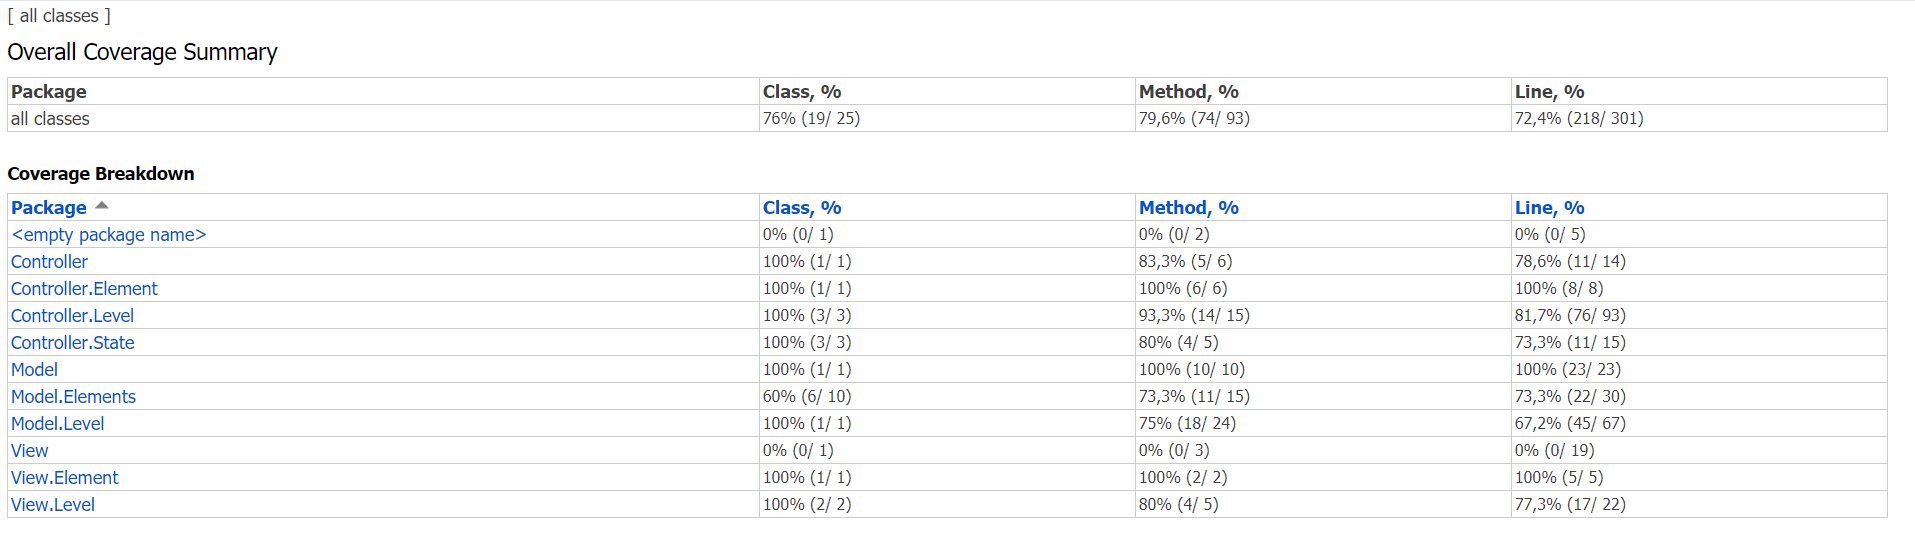 [ all classes ]
Overall Coverage Summary
Package Class, % Method, % Line, %
all classes 76% (19/ 25) 79,6% (74/ 93) 72,4% (218/ 301)
Coverage Breakdown
Package Class, % Method, % Line, %
<empty package name> 0% (0/ 1) 0% (0/ 2) 0% (0/ 5)
Controller 100% (1/ 1) 83,3% (5/ 6) 78,6% (11/ 14)
Controller.Element 100% (1/ 1) 100% (6/ 6) 100% (8/ 8)
Controller.Level 100% (3/ 3) 93,3% (14/ 15) 81,7% (76/ 93)
Controller.State 100% (3/ 3) 80% (4/ 5) 73,3% (11/ 15)
Model 100% (1/ 1) 100% (10/ 10) 100% (23/ 23)
Model.Elements 60% (6/ 10) 73,3% (11/ 15) 73,3% (22/ 30)
Model.Level 100% (1/ 1) 75% (18/ 24) 67,2% (45/ 67)
View 0% (0/ 1) 0% (0/ 3) 0% (0/ 19)
View.Element 100% (1/ 1) 100% (2/ 2) 100% (5/ 5)
View.Level 100% (2/ 2) 80% (4/ 5) 77,3% (17/ 22)